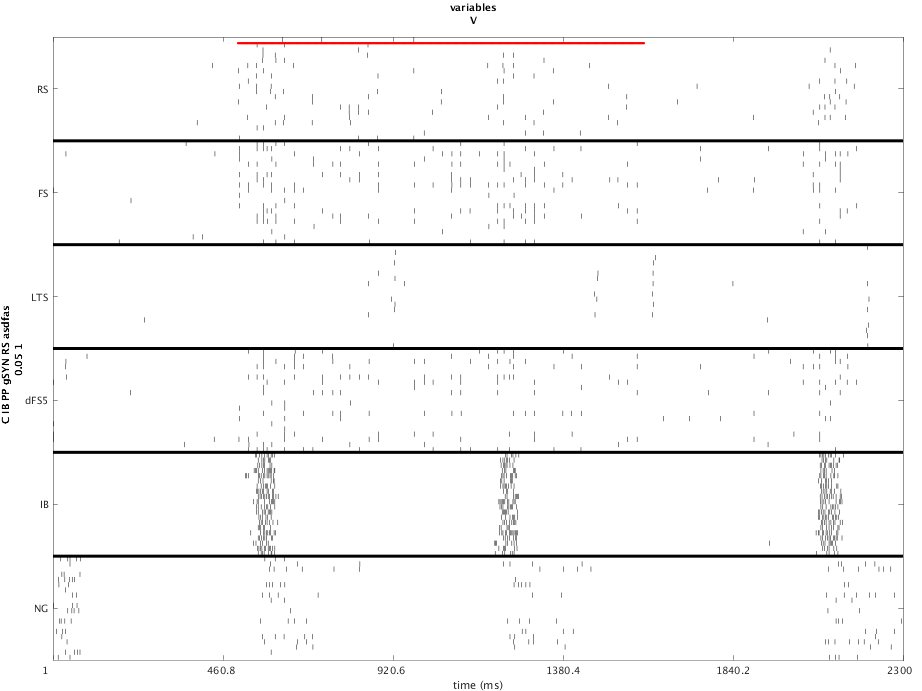 variables
V
RS
FS
LTS
dFS5
IB
NG
C IB PP gSYN RS asdfas
0.05 1
1
460.8
920.6
1380.4
1840.2
2300
time (ms)